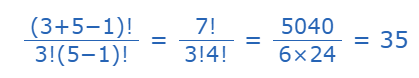 (3+5−1)! / 3!(5−1)! = 7! / 3!4! = 5040 / 6×24 = 35